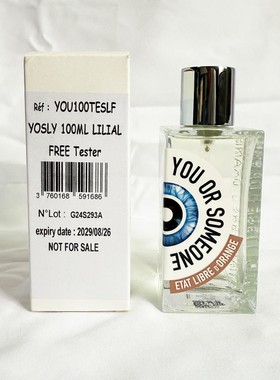 Réf : YOU100TESLF
YOSLY 100ML LILIAL
FREE Tester
3 760168 591686
N°Lot : G24S293A
expiry date : 2029/08/26
NOT FOR SALE
YOU OR SOMEONE
ETAT LIBRE D'ORANGE